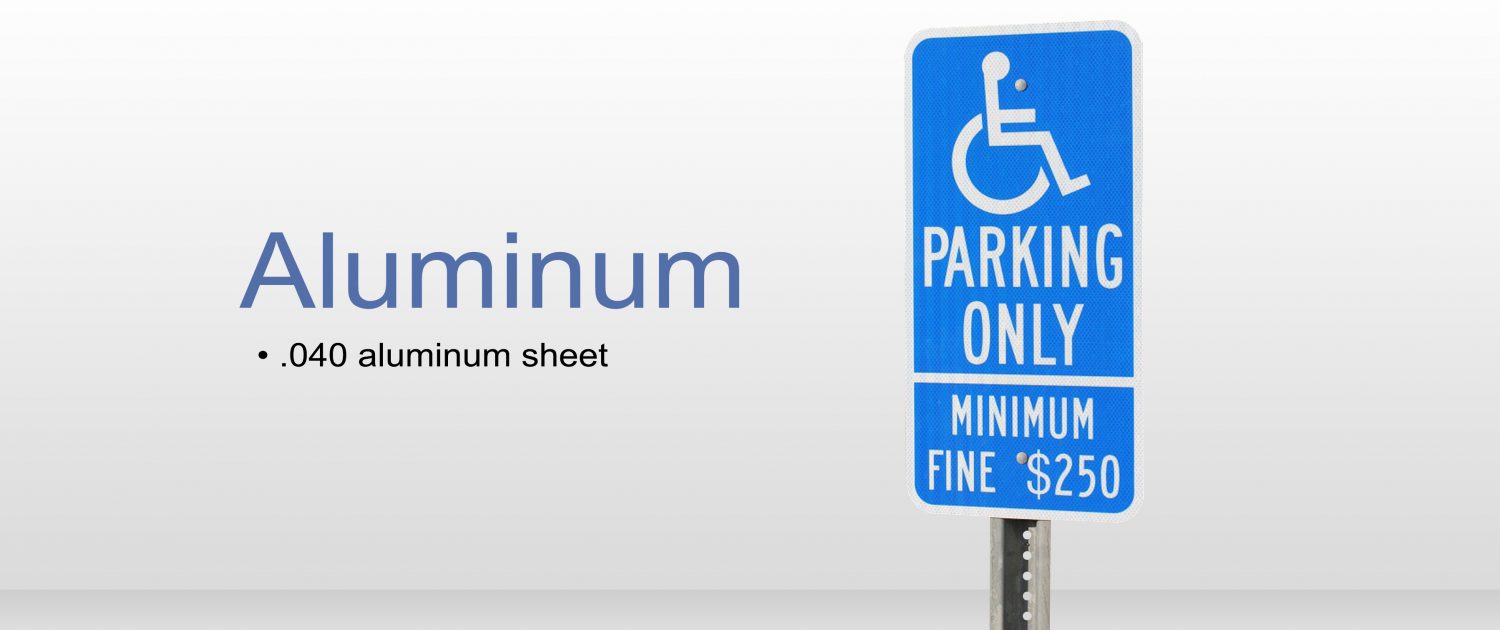 Aluminum
• .040 aluminum sheet
PARKING
ONLY
MINIMUM
FINE $250